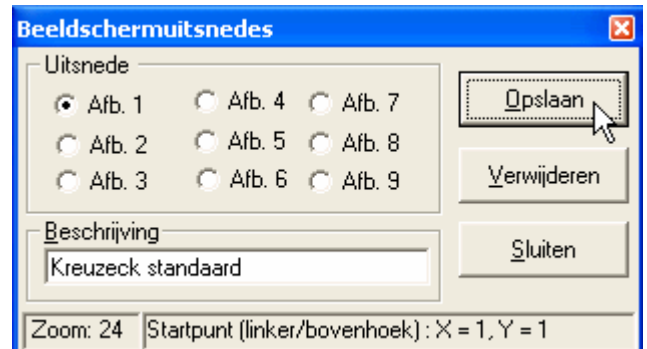 Beeldschermuitsnedes
Uitsnede
Afb. 1 Afb. 4 Afb. 7
Afb. 2 Afb. 5 Afb. 8
Afb. 3 Afb. 6 Afb. 9
Opslaan
Verwijderen
Sluiten
Beschrijving
Kreuzeck standaard
Zoom: 24 Startpunt (linker/bovenhoek) : X = 1, Y = 1